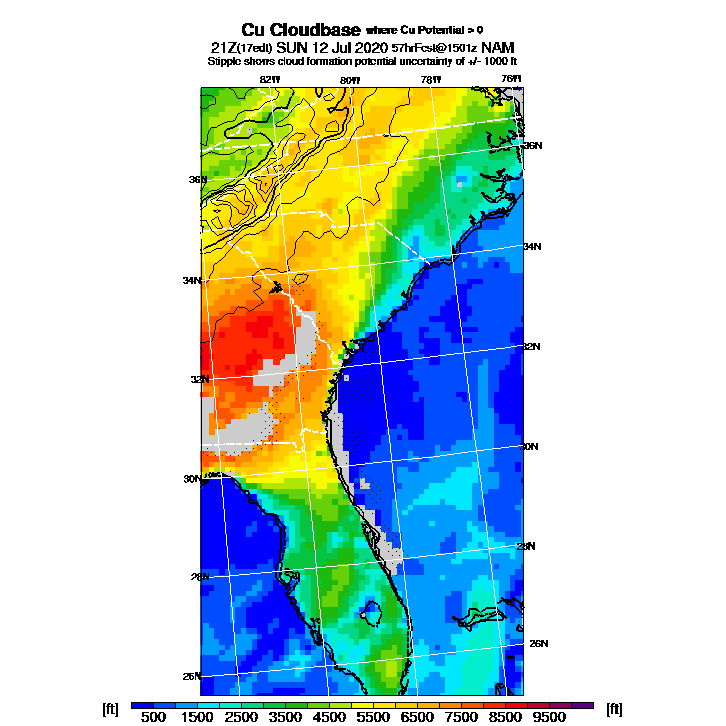 Cu Cloudbase where Cu Potential > 0
21Z(17edt) SUN 12 Jul 2020 57hrFcst@1501z NAM
Stipple shows cloud formation potential uncertainty of +/- 1000 ft
82W 80W 78W 76W
36N
36N
34N
34N
32N
32N
30N
30N
28N
28N
26N
26N
[ft] [ft]
500 1500 2500 3500 4500 5500 6500 7500 8500 9500